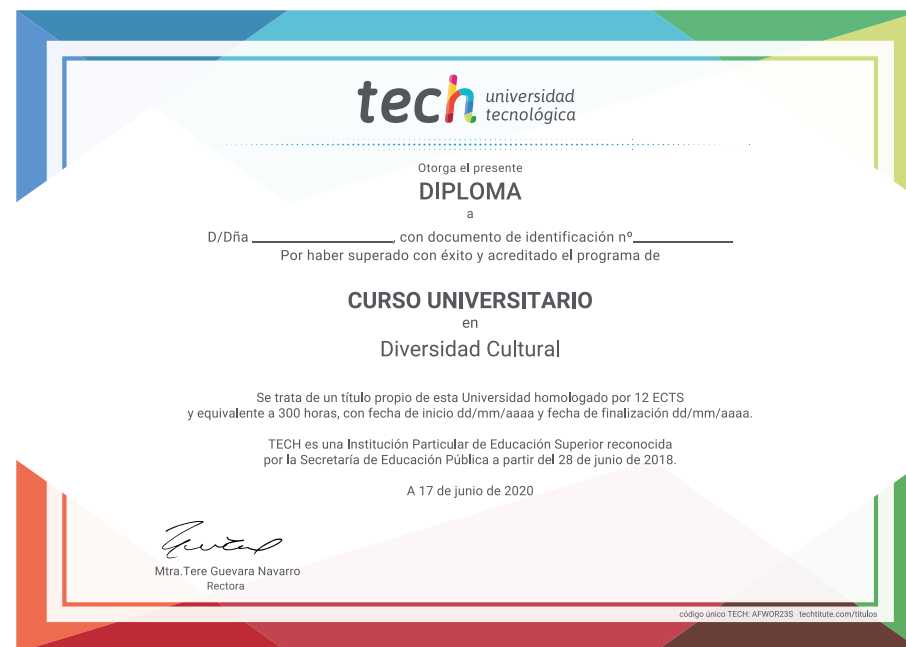 tech universidad
tecnológica
Otorga el presente
DIPLOMA
a
D/Dña ____________________, con documento de identificación nº______________
Por haber superado con éxito y acreditado el programa de
CURSO UNIVERSITARIO
en
Diversidad Cultural
Se trata de un título propio de esta Universidad homologado por 12 ECTS
y equivalente a 300 horas, con fecha de inicio dd/mm/aaaa y fecha de finalización dd/mm/aaaa.
TECH es una Institución Particular de Educación Superior reconocida
por la Secretaría de Educación Pública a partir del 28 de junio de 2018.
A 17 de junio de 2020
Mtra.Tere Guevara Navarro
Rectora
código único TECH: AFWOR23S techtitute.com/titulos